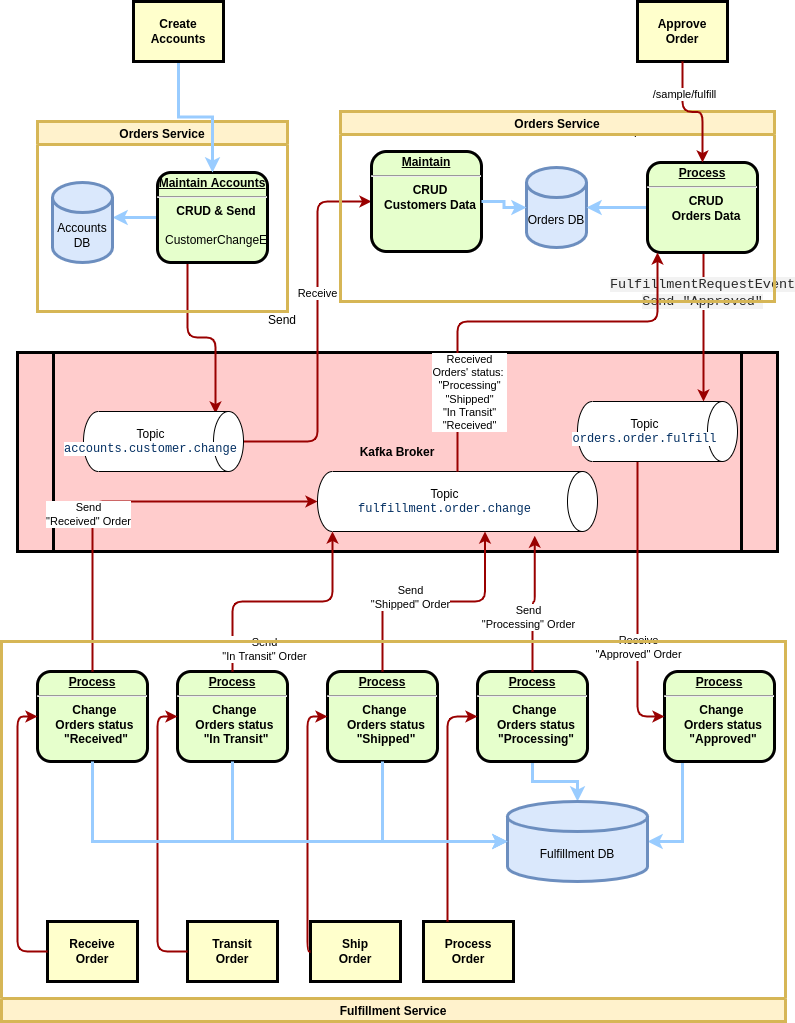 Create
Accounts
Approve
Order
/sample/fulfill
Orders Service
Orders Service
Maintain Accounts
CRUD & Send
CustomerChangeE
Accounts
DB
Maintain
CRUD
Customers Data
Orders DB
Process
CRUD
Orders Data
Receive
FulfillmentRequestEvent
Send "Approved"
Send
Received
Orders' status:
"Processing"
"Shipped"
"In Transit"
"Received"
Topic
accounts.customer.change
Topic
orders.order.fulfill
Kafka Broker
Topic
fulfillment.order.change
Send
"Received" Order
Send
"Shipped" Order
Send
"Processing" Order
Send
"In Transit" Order
Receive
"Approved" Order
Process
Change
Orders status
"Received"
Process
Change
Orders status
"In Transit"
Process
Change
Orders status
"Shipped"
Process
Change
Orders status
"Processing"
Process
Change
Orders status
"Approved"
Fulfillment DB
Receive
Order
Transit
Order
Ship
Order
Process
Order
Fulfillment Service